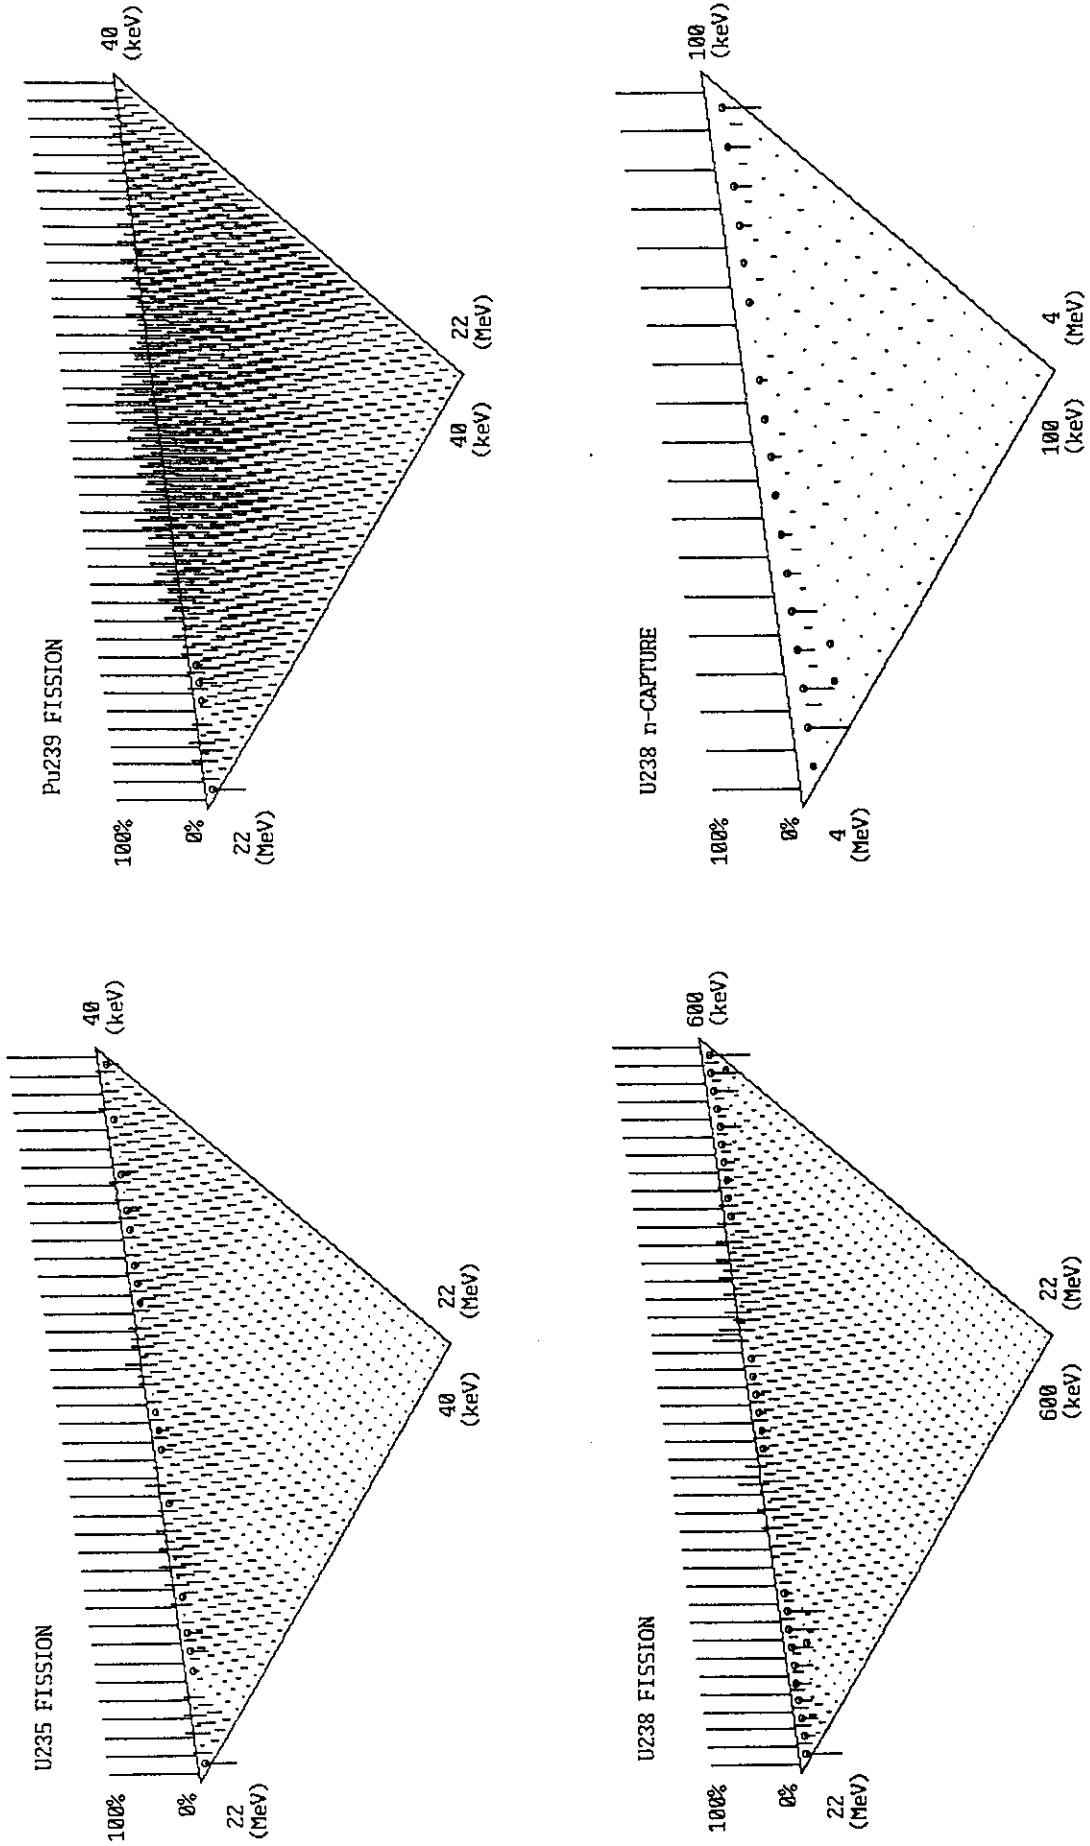 Pu239 FISSION
100%
0%
22
(MeV)
40
(keV)
22
(MeV)
40
(keV)
U238 n-CAPTURE
100%
0%
4
(MeV)
100
(keV)
4
(MeV)
100
(keV)
U235 FISSION
100%
0%
22
(MeV)
40
(keV)
22
(MeV)
40
(keV)
U238 FISSION
100%
0%
22
(MeV)
600
(keV)
22
(MeV)
600
(keV)